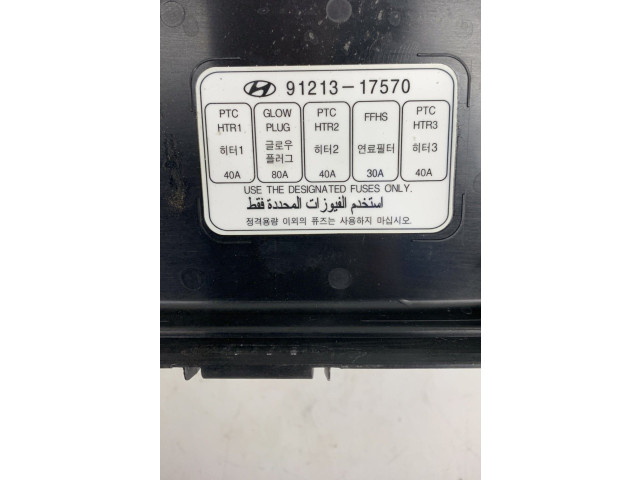 91213-17570
PTC GLOW PTC FFHS PTC
HTR1 PLUG HTR2 HTR3
히터1 글로우 플러그 히터2 연료필터 히터3
40A 80A 40A 30A 40A
USE THE DESIGNATED FUSES ONLY.
استخدم الفيوزات المحددة فقط
정격용량 이외의 퓨즈는 사용하지 마십시오.